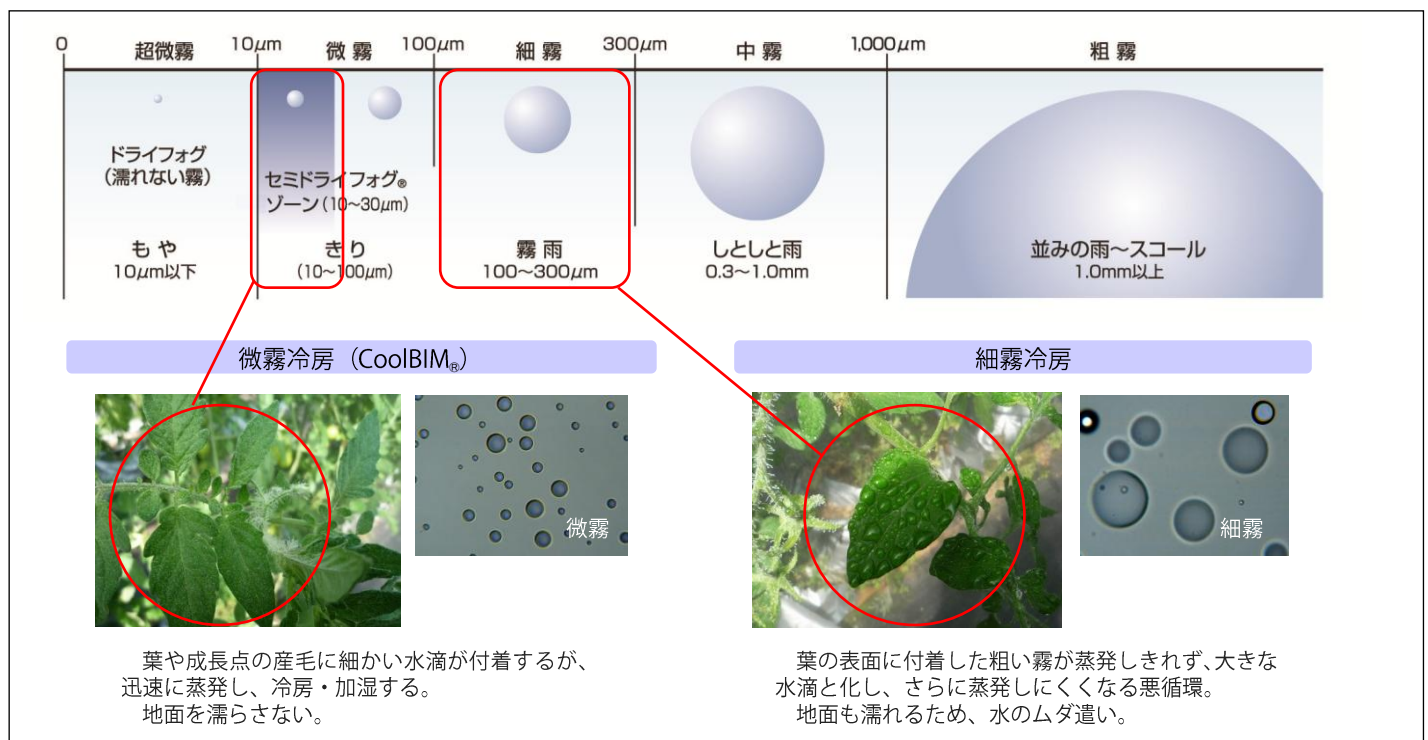 0 超微霧 10μm 微霧 100μm 細霧 300μm 中霧 1,000μm 粗霧
ドライフォグ
(濡れない霧)
もや
10μm以下
セミドライフォグ®
ゾーン(10~30μm)
きり
(10~100μm)
霧雨
100~300μm
しとしと雨
0.3~1.0mm
並みの雨~スコール
1.0mm以上
微霧冷房（CoolBIM®）
微霧
葉や成長点の産毛に細かい水滴が付着するが、
迅速に蒸発し、冷房・加湿する。
地面を濡らさない。
細霧冷房
細霧
葉の表面に付着した粗い霧が蒸発しきれず、大きな
水滴と化し、さらに蒸発しにくくなる悪循環。
地面も濡れるため、水のムダ遣い。